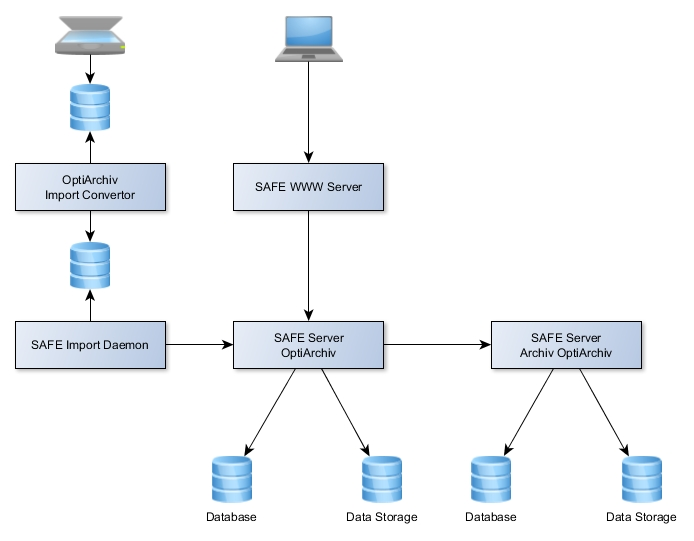 OptiArchiv
Import Convertor
SAFE WWW Server
SAFE Import Daemon
SAFE Server
OptiArchiv
SAFE Server
Archiv OptiArchiv
Database
Data Storage
Database
Data Storage